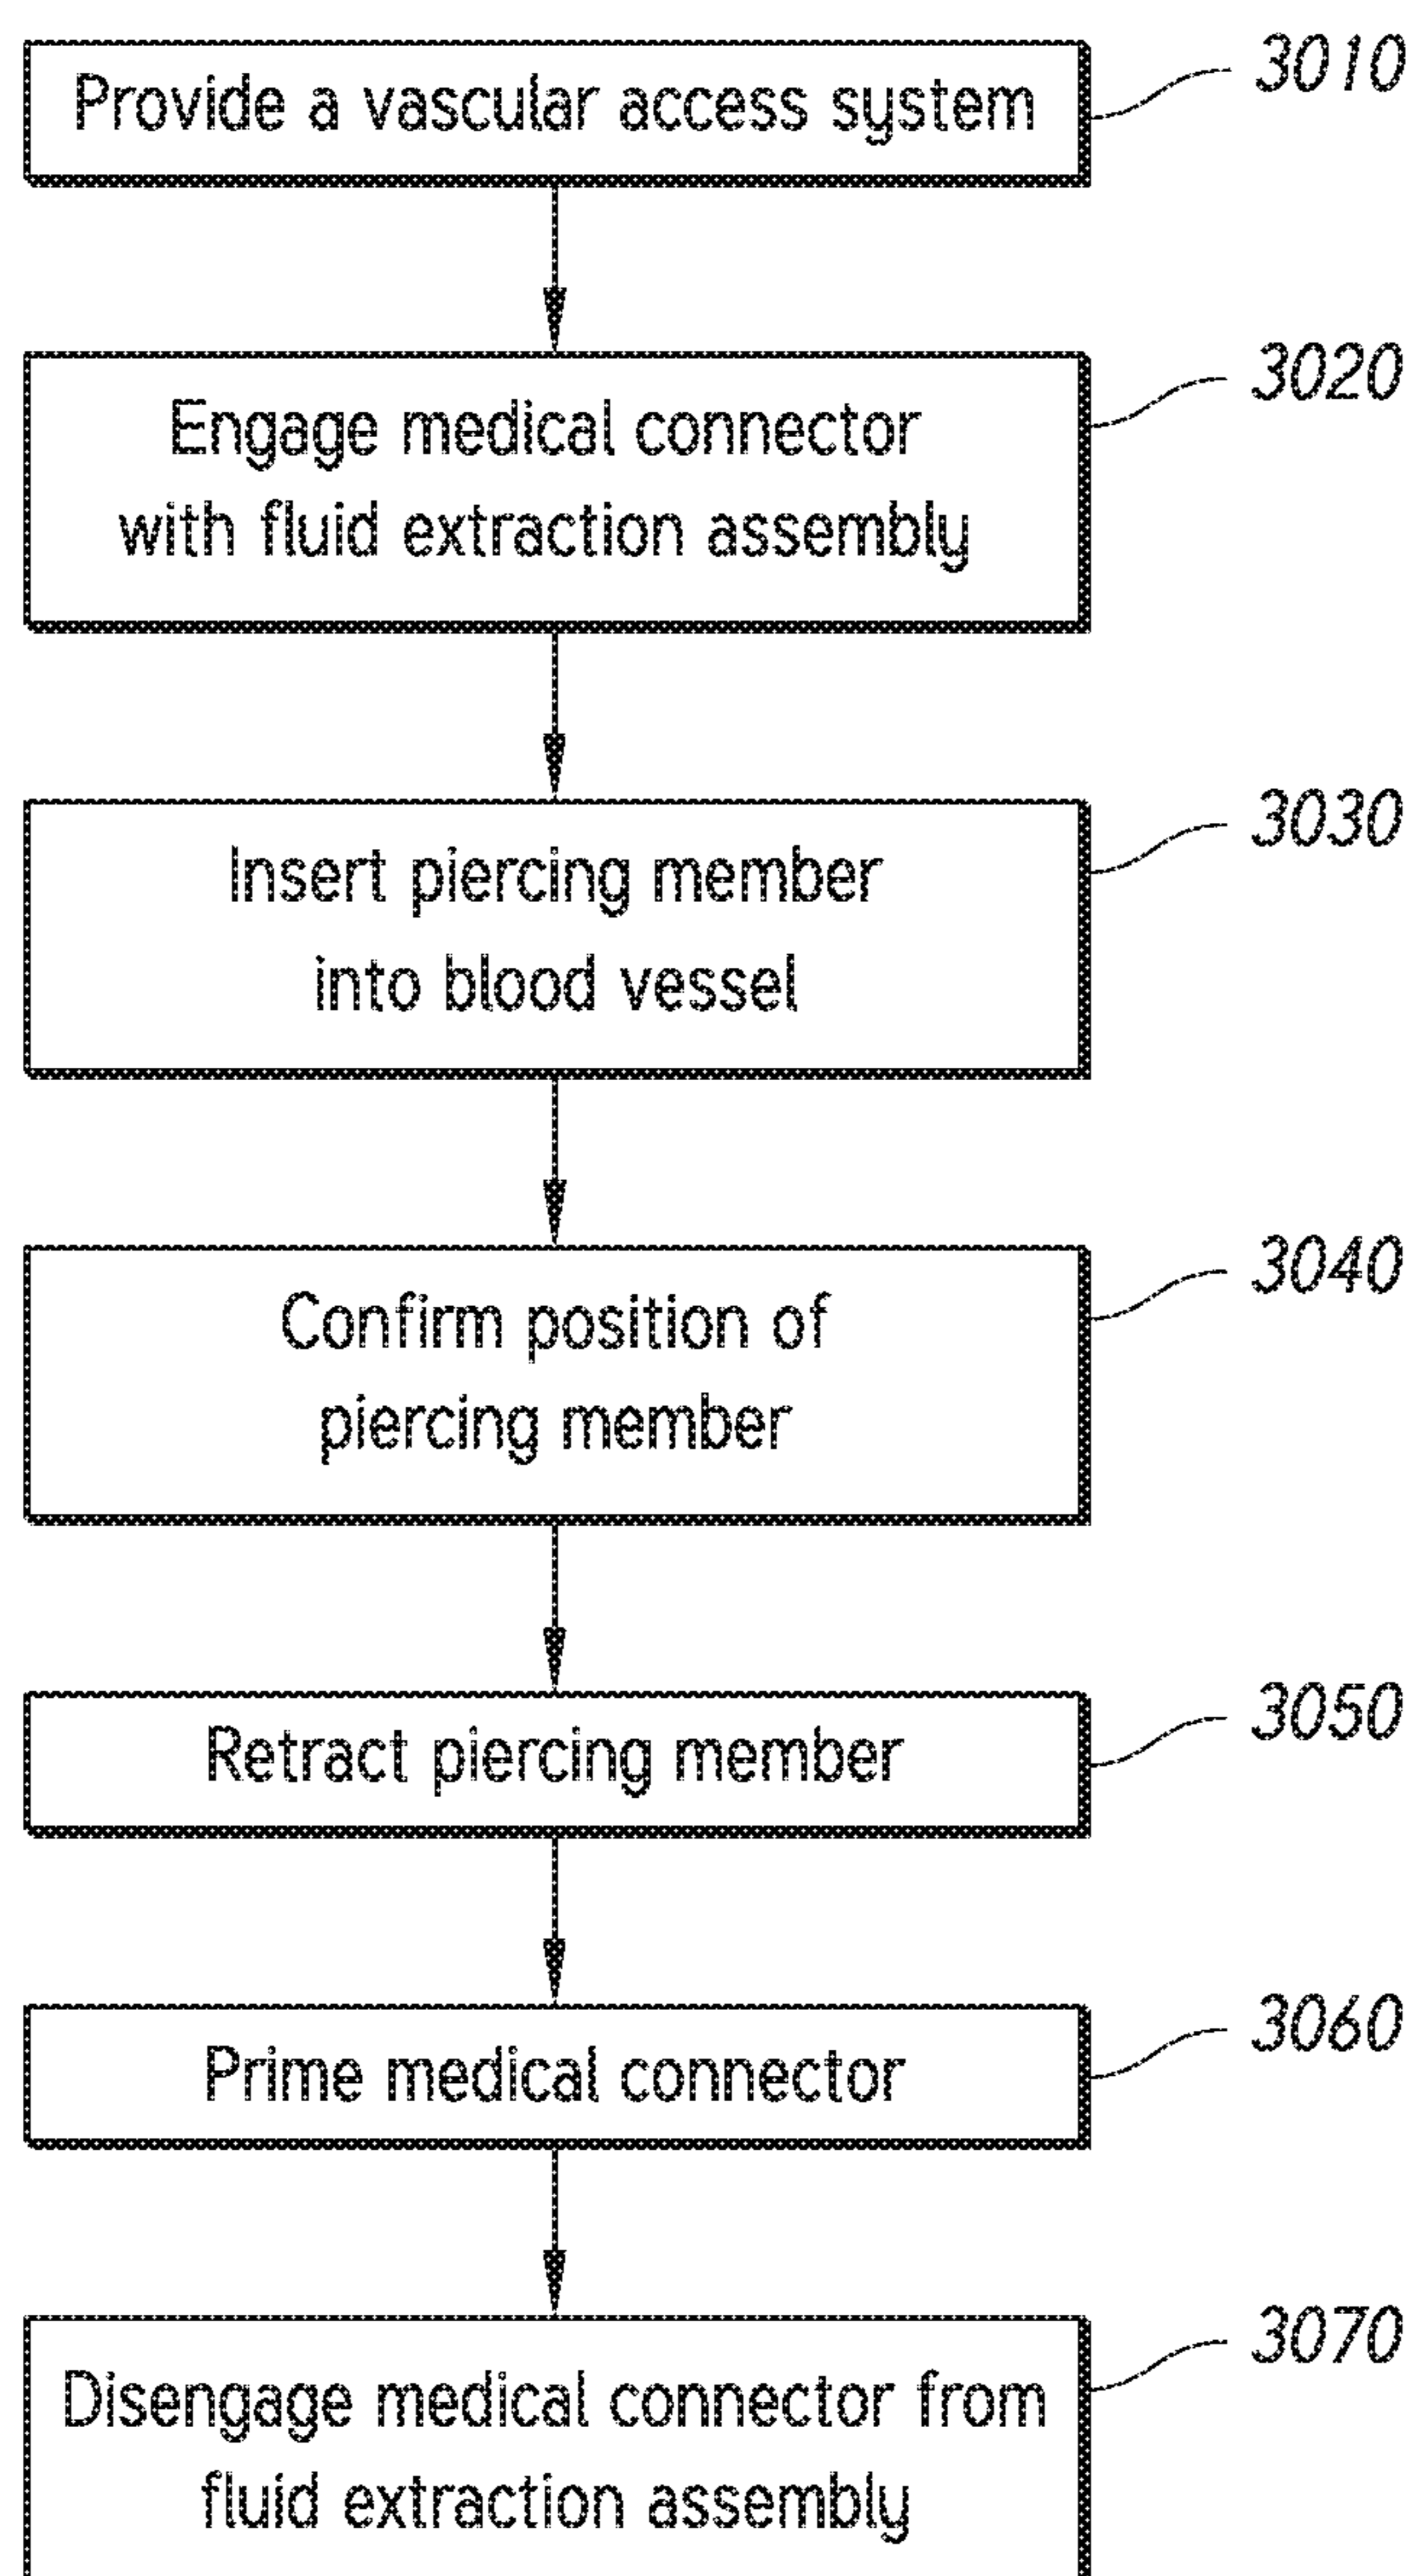 Provide a vascular access system
3010
Engage medical connector
with fluid extraction assembly
3020
Insert piercing member
into blood vessel
3030
Confirm position of
piercing member
3040
Retract piercing member
3050
Prime medical connector
3060
Disengage medical connector from
fluid extraction assembly
3070